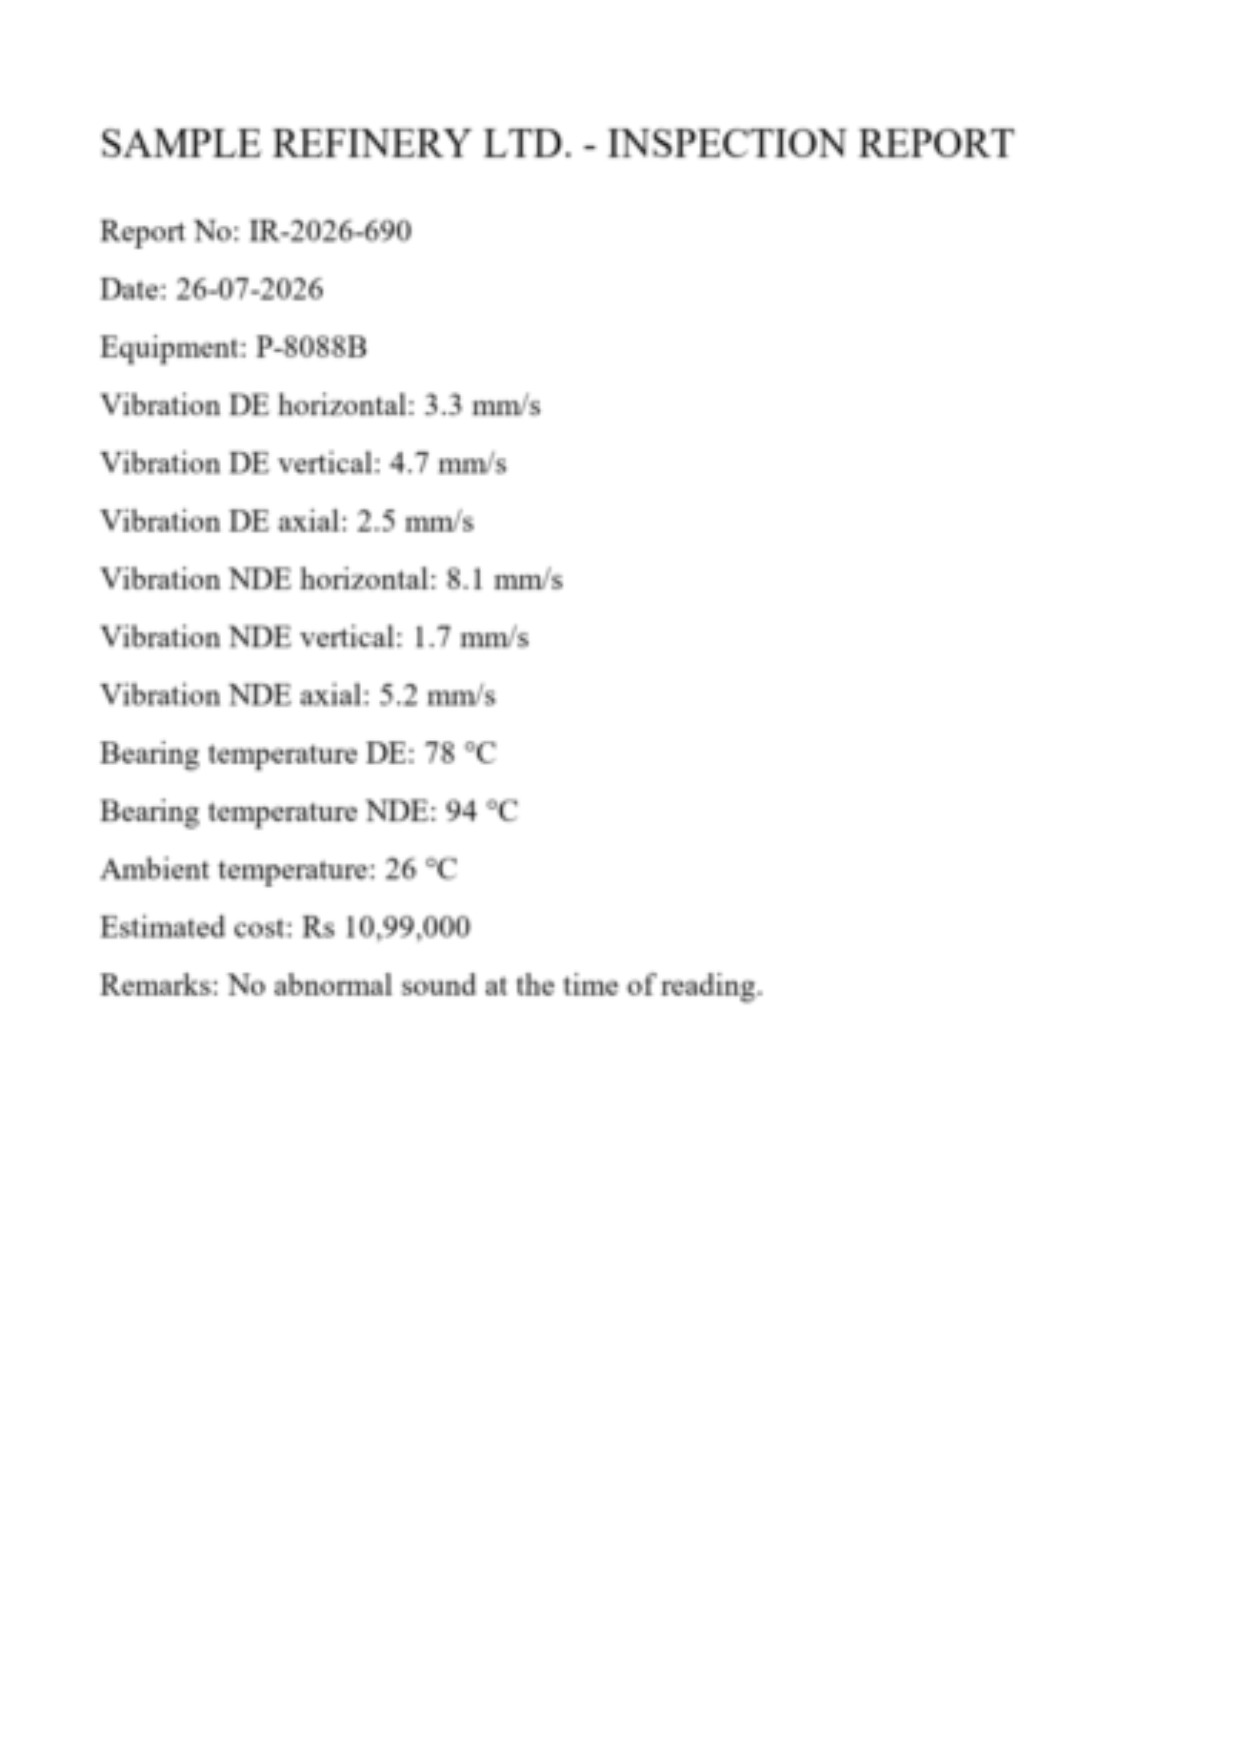 SAMPLE REFINERY LTD. - INSPECTION REPORT
Report No: IR-2026-690
Date: 26-07-2026
Equipment: P-8088B
Vibration DE horizontal: 3.3 mm/s
Vibration DE vertical: 4.7 mm/s
Vibration DE axial: 2.5 mm/s
Vibration NDE horizontal: 8.1 mm/s
Vibration NDE vertical: 1.7 mm/s
Vibration NDE axial: 5.2 mm/s
Bearing temperature DE: 78 °C
Bearing temperature NDE: 94 °C
Ambient temperature: 26 °C
Estimated cost: Rs 10,99,000
Remarks: No abnormal sound at the time of reading.